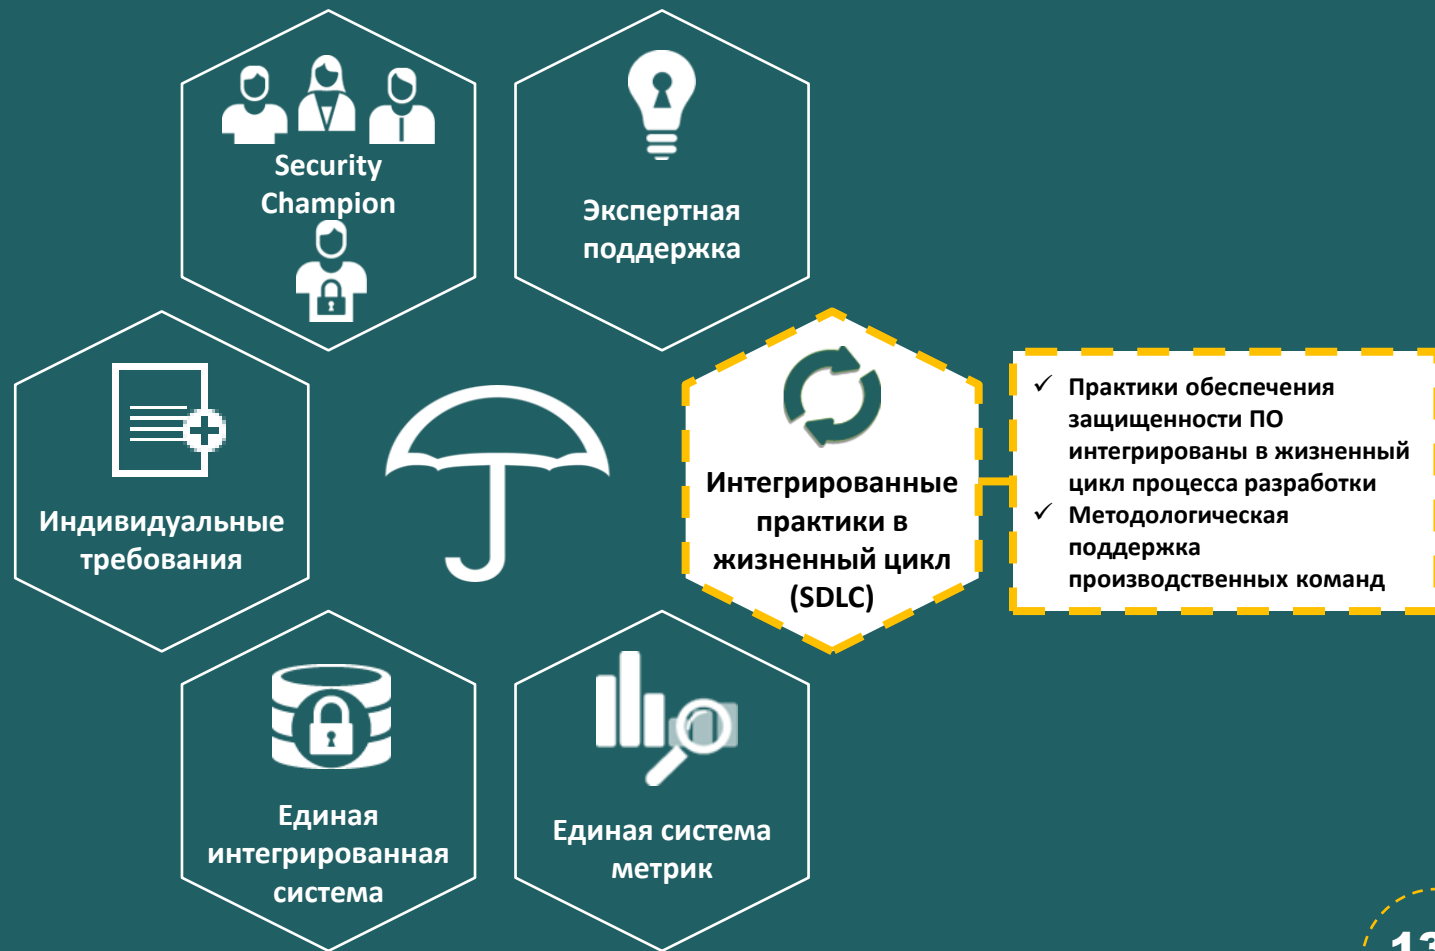 Security
Champion
Экспертная
поддержка
Индивидуальные
требования
Интегрированные
практики в
жизненный цикл
(SDLC)
✓ Практики обеспечения
защищенности ПО
интегрированы в жизненный
цикл процесса разработки
✓ Методологическая
поддержка
производственных команд
Единая
интегрированная
система
Единая система
метрик
13